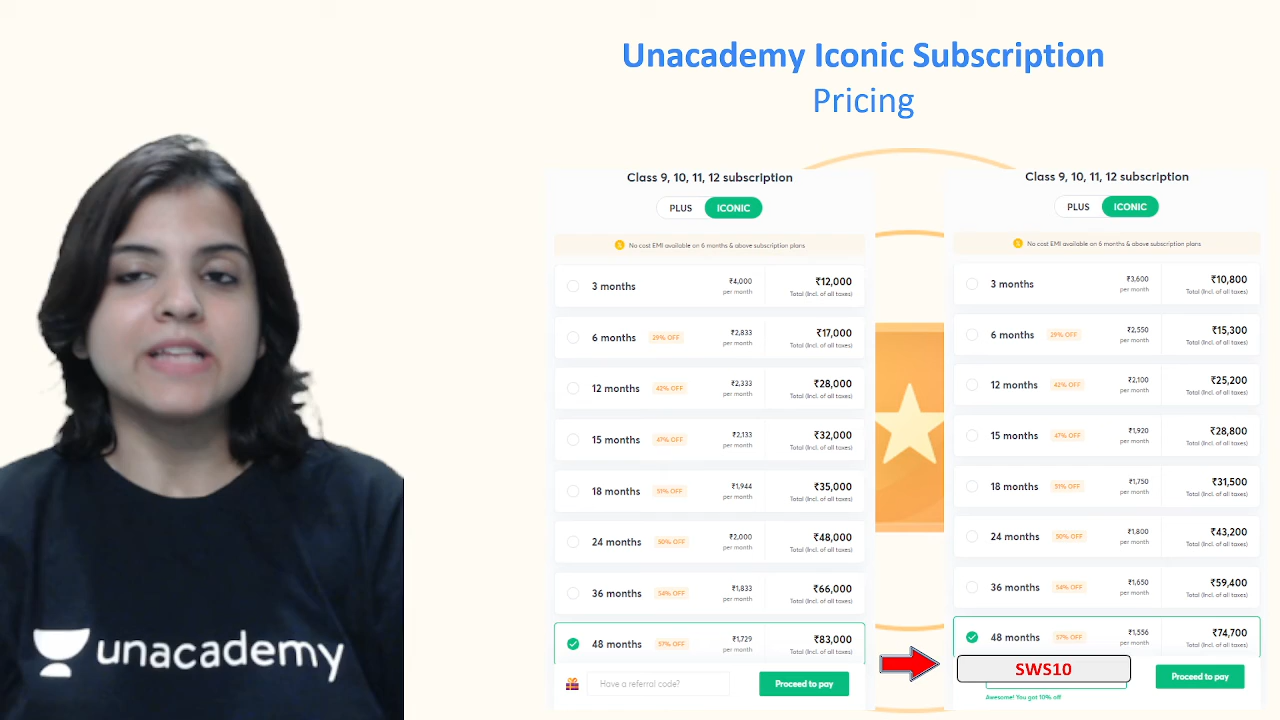 Unacademy Iconic Subscription
Pricing
Class 9, 10, 11, 12 subscription
PLUS ICONIC
No cost EMI available on 6 months & above subscription plans
3 months ₹4,000 per month ₹12,000 Total (Incl. of all taxes)
6 months 29% OFF ₹2,833 per month ₹17,000 Total (Incl. of all taxes)
12 months 42% OFF ₹2,333 per month ₹28,000 Total (Incl. of all taxes)
15 months 47% OFF ₹2,133 per month ₹32,000 Total (Incl. of all taxes)
18 months 51% OFF ₹1,944 per month ₹35,000 Total (Incl. of all taxes)
24 months 50% OFF ₹2,000 per month ₹48,000 Total (Incl. of all taxes)
36 months 54% OFF ₹1,833 per month ₹66,000 Total (Incl. of all taxes)
48 months 57% OFF ₹1,729 ₹83,000
Have a referral code? Proceed to pay
Class 9, 10, 11, 12 subscription
PLUS ICONIC
No cost EMI available on 6 months & above subscription plans
3 months ₹3,600 per month ₹10,800 Total (Incl. of all taxes)
6 months 29% OFF ₹2,550 per month ₹15,300 Total (Incl. of all taxes)
12 months 42% OFF ₹2,100 per month ₹25,200 Total (Incl. of all taxes)
15 months 47% OFF ₹1,920 per month ₹28,800 Total (Incl. of all taxes)
18 months 51% OFF ₹1,750 per month ₹31,500 Total (Incl. of all taxes)
24 months 50% OFF ₹1,800 per month ₹43,200 Total (Incl. of all taxes)
36 months 54% OFF ₹1,650 per month ₹59,400 Total (Incl. of all taxes)
48 months 57% OFF ₹1,556 per month ₹74,700 Total (Incl. of all taxes)
SWS10 Proceed to pay
Awesome! You got 10% off
unacademy